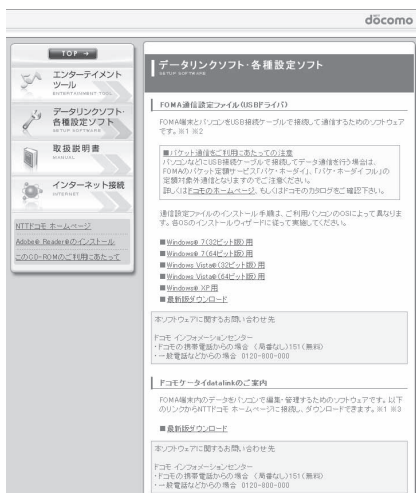 döcomo
TOP →
エンターテイメント
ツール
ENTERTAINMENT TOOL
データリンクソフト・
各種設定ソフト
SETUP SOFTWARE
取扱説明書
MANUAL
インターネット接続
INTERNET
NTTドコモ ホームページ
Adobe® Reader®のインストール
このCD-ROMのご利用にあたって
データリンクソフト・各種設定ソフト
SETUP SOFTWARE
FOMA通信設定ファイル(USBドライバ)
FOMA端末とパソコンをUSB接続ケーブルで接続して通信するためのソフトウェア
です。※1 ※2
■パケット通信をご利用にあたっての注意
パソコンなどにUSB接続ケーブルで接続してデータ通信を行う場合は、
FOMAのパケット定額サービス「パケ・ホーダイ」、「パケ・ホーダイフル」の
定額対象外通信となりますのでご注意ください。
詳しくはドコモのホームページ、もしくはドコモのカタログをご確認下さい。
通信設定ファイルのインストール手順は、ご利用パソコンのOSによって異なりま
す。各OSのインストールウィザードに従って実施してください。
■Windows® 7(32ビット版)用
■Windows® 7(64ビット版)用
■Windows Vista®(32ビット版)用
■Windows Vista®(64ビット版)用
■Windows® XP用
■最新版ダウンロード
本ソフトウェアに関するお問い合わせ先
ドコモ インフォメーションセンター
・ドコモの携帯電話からの場合 (局番なし)151(無料)
・一般電話などからの場合 0120-800-000
ドコモケータイdatalinkのご案内
FOMA端末内のデータをパソコンで編集・管理するためのソフトウェアです。以下
のリンクからNTTドコモ ホームページに接続し、ダウンロードできます。※1 ※3
■最新版ダウンロード
本ソフトウェアに関するお問い合わせ先
ドコモ インフォメーションセンター
・ドコモの携帯電話からの場合 (局番なし)151(無料)
・一般電話などからの場合 0120-800-000